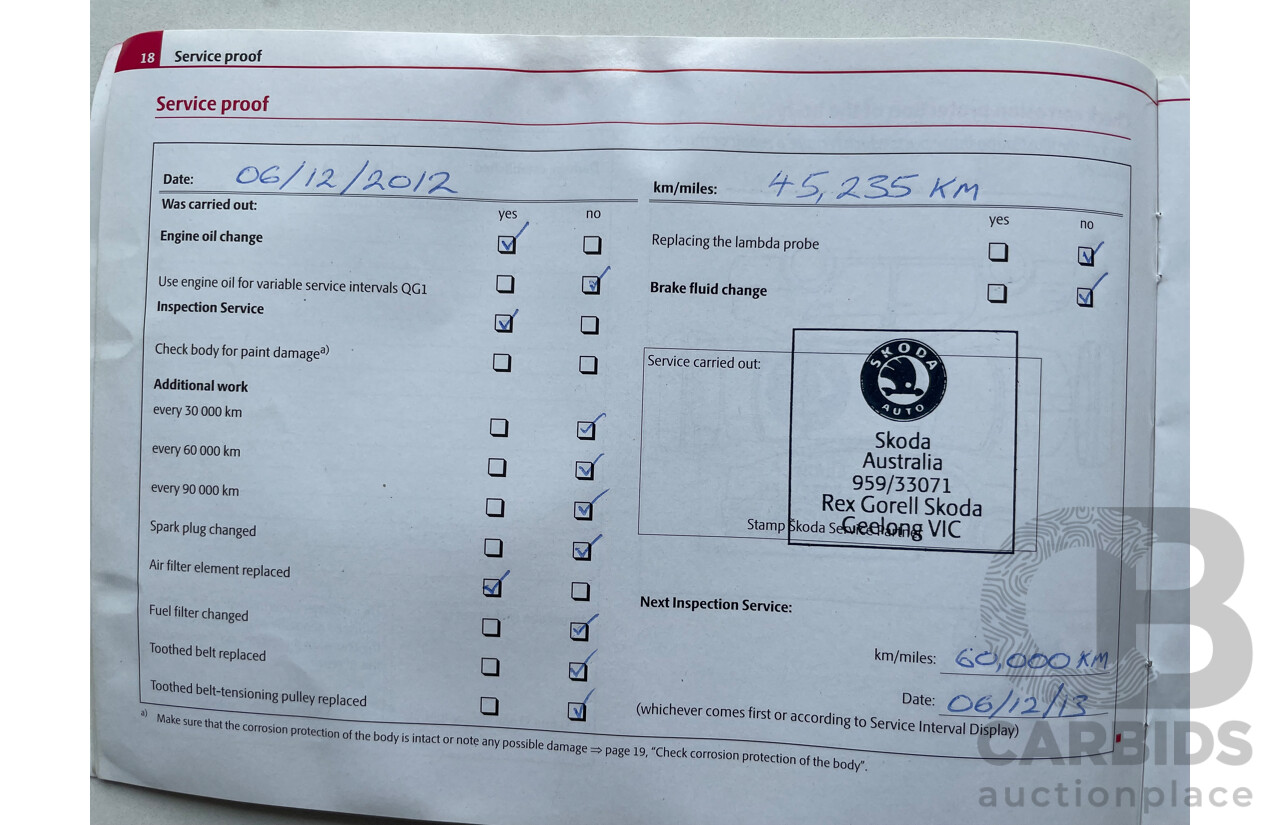 18 Service proof
Service proof
Date: 06/12/2012
Was carried out:
yes no
Engine oil change
Use engine oil for variable service intervals QG1
Inspection Service
Check body for paint damage a)
Additional work
every 30 000 km
every 60 000 km
every 90 000 km
Spark plug changed
Air filter element replaced
Fuel filter changed
Toothed belt replaced
Toothed belt-tensioning pulley replaced
km/miles: 45,235 KM
yes no
Replacing the lambda probe
Brake fluid change
Service carried out:
SKODA
AUTO
Skoda
Australia
959/33071
Rex Gorell Skoda
Geelong VIC
Stamp Škoda Service Partner
Next Inspection Service:
km/miles: 60,000 KM
Date: 06/12/13
(whichever comes first or according to Service Interval Display)
a) Make sure that the corrosion protection of the body is intact or note any possible damage ⇒ page 19, "Check corrosion protection of the body".
CB
CARBIDS
auctionplace